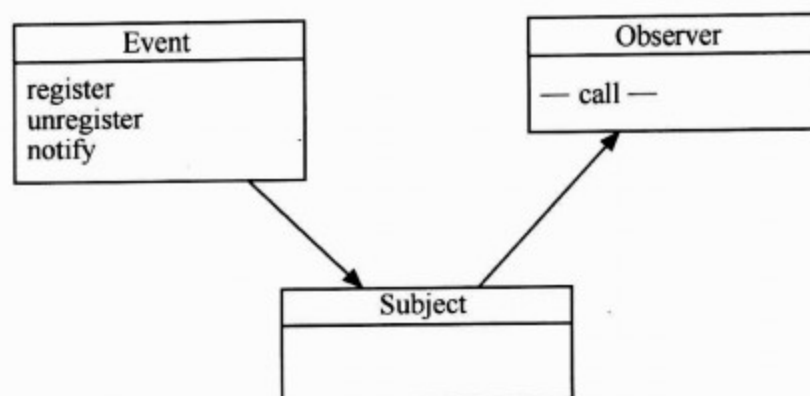 Event
register
unregister
notify
Observer
— call —
Subject